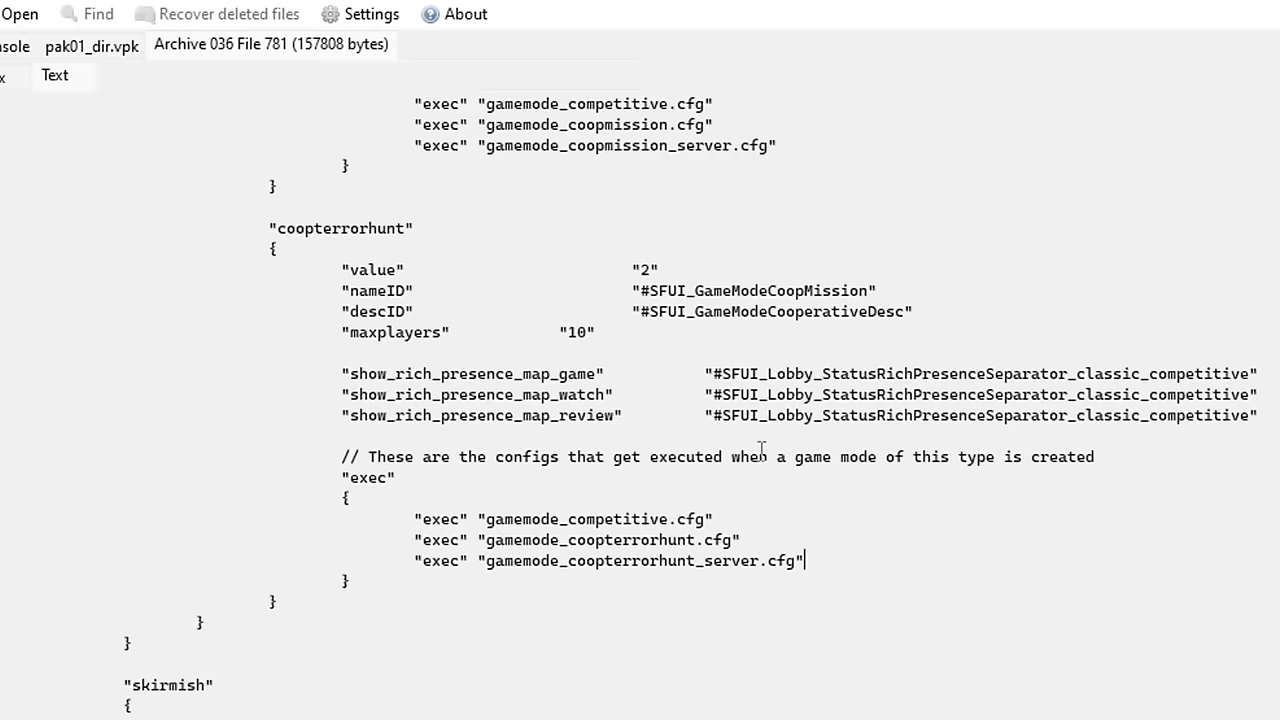 Open Find Recover deleted files Settings About
nsole pak01_dir.vpk Archive 036 File 781 (157808 bytes)
x Text
"exec" "gamemode_competitive.cfg"
"exec" "gamemode_coopmission.cfg"
"exec" "gamemode_coopmission_server.cfg"
}
}
"coopterrorhunt"
{
"value" "2"
"nameID" "#SFUI_GameModeCoopMission"
"descID" "#SFUI_GameModeCooperativeDesc"
"maxplayers" "10"
"show_rich_presence_map_game" "#SFUI_Lobby_StatusRichPresenceSeparator_classic_competitive"
"show_rich_presence_map_watch" "#SFUI_Lobby_StatusRichPresenceSeparator_classic_competitive"
"show_rich_presence_map_review" "#SFUI_Lobby_StatusRichPresenceSeparator_classic_competitive"
// These are the configs that get executed when a game mode of this type is created
"exec"
{
"exec" "gamemode_competitive.cfg"
"exec" "gamemode_coopterrorhunt.cfg"
"exec" "gamemode_coopterrorhunt_server.cfg"
}
}
}
}
"skirmish"
{